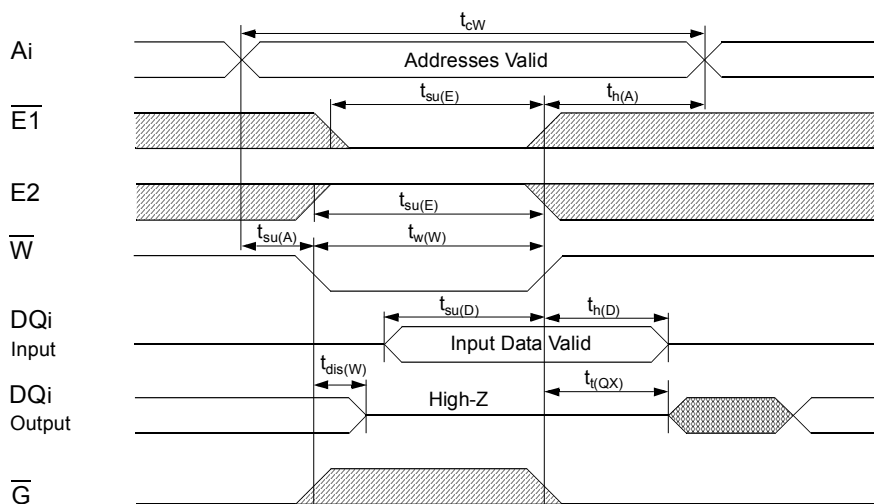 t_cW
Ai
Addresses Valid
t_su(E)
t_h(A)
E̅1̅
E2
t_su(E)
t_su(A)
t_w(W)
W̅
DQi
Input
t_su(D)
t_h(D)
Input Data Valid
t_dis(W)
t_t(QX)
DQi
Output
High-Z
G̅